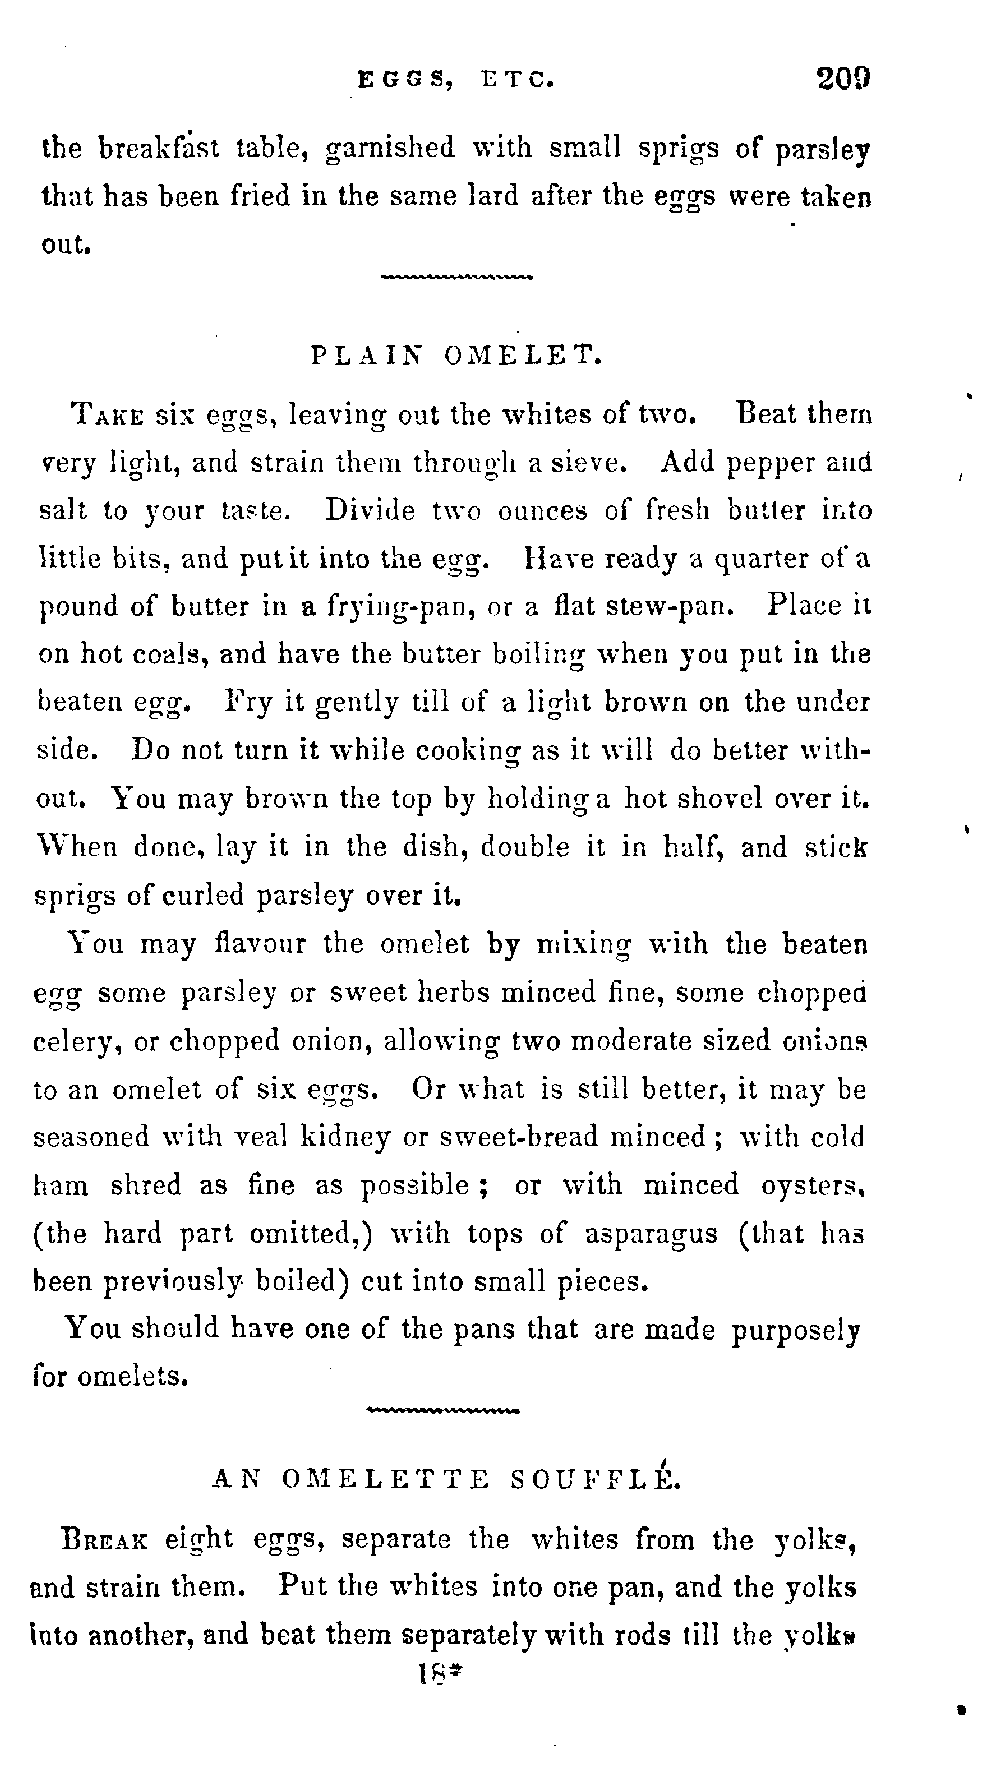 EGGS, ETC. 209
the breakfast table, garnished with small sprigs of parsley
that has been fried in the same lard after the eggs were taken
out.
PLAIN OMELET.
TAKE six eggs, leaving out the whites of two. Beat them
very light, and strain them through a sieve. Add pepper and
salt to your taste. Divide two ounces of fresh butter into
little bits, and put it into the egg. Have ready a quarter of a
pound of butter in a frying-pan, or a flat stew-pan. Place it
on hot coals, and have the butter boiling when you put in the
beaten egg. Fry it gently till of a light brown on the under
side. Do not turn it while cooking as it will do better with-
out. You may brown the top by holding a hot shovel over it.
When done, lay it in the dish, double it in half, and stick
sprigs of curled parsley over it.
You may flavour the omelet by mixing with the beaten
egg some parsley or sweet herbs minced fine, some chopped
celery, or chopped onion, allowing two moderate sized onions
to an omelet of six eggs. Or what is still better, it may be
seasoned with veal kidney or sweet-bread minced; with cold
ham shred as fine as possible; or with minced oysters,
(the hard part omitted,) with tops of asparagus (that has
been previously boiled) cut into small pieces.
You should have one of the pans that are made purposely
for omelets.
AN OMELETTE SOUFFLÉ.
BREAK eight eggs, separate the whites from the yolks,
and strain them. Put the whites into one pan, and the yolks
into another, and beat them separately with rods till the yolks
18*